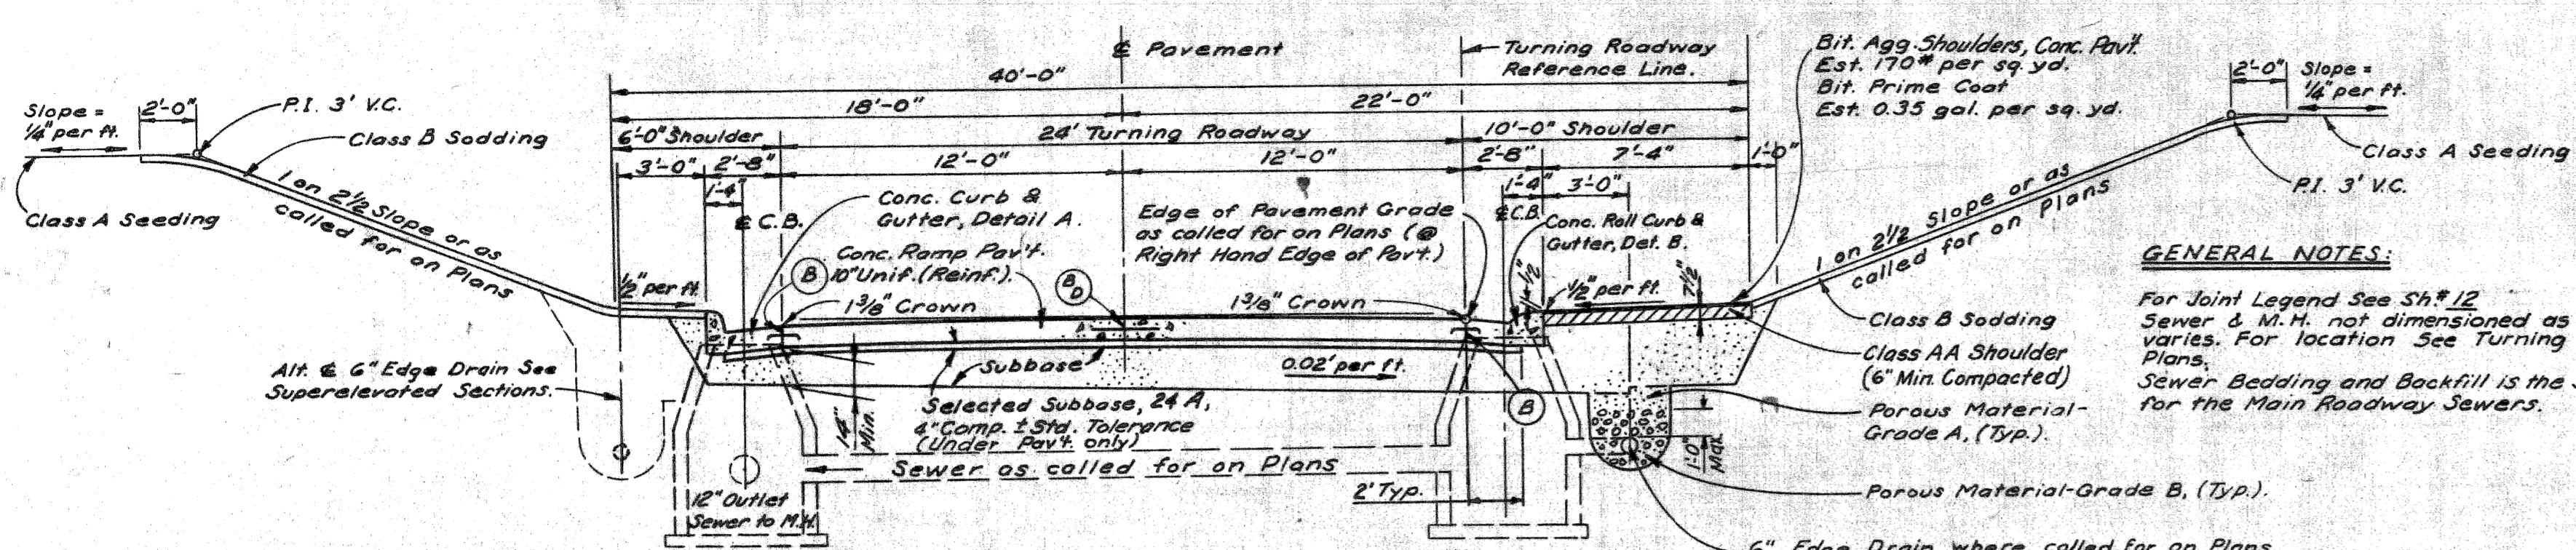 ℄ Pavement
40'-0"
18'-0"
22'-0"
Turning Roadway
Reference Line.
Bit. Agg. Shoulders, Conc. Pav't.
Est. 170# per sq. yd.
Bit. Prime Coat
Est. 0.35 gal. per sq. yd.
Slope =
1/4" per ft.
2'-0"
P.I. 3' V.C.
Class B Sodding
Class A Seeding
1 on 2 1/2 Slope or as
called for on Plans
6'-0" Shoulder
24' Turning Roadway
10'-0" Shoulder
3'-0"
2'-8"
12'-0"
12'-0"
2'-8"
7'-4"
1'-0"
1'-4"
1'-4"
3'-0"
℄ C.B.
Conc. Curb &
Gutter, Detail A.
Edge of Pavement Grade
as called for on Plans (@
Right Hand Edge of Pav't.)
℄ C.B.
Conc. Roll Curb &
Gutter, Det. B.
2'-0"
Slope =
1/4" per ft.
Class A Seeding
P.I. 3' V.C.
1 on 2 1/2 Slope or as
called for on Plans
Class B Sodding
Class AA Shoulder
(6" Min. Compacted)
Porous Material-
Grade A, (Typ.).
Porous Material-Grade B, (Typ.).
6" Edge Drain where called for on Plans
Conc. Ramp Pav't.
10" Unif. (Reinf.).
B
B
D
1/2" per ft.
1 3/8" Crown
1 3/8" Crown
1/2" per ft.
7 1/2"
Subbase
0.02' per ft.
Selected Subbase, 24 A,
4" Comp. ± Std. Tolerance
(Under Pav't. only)
14"
Min.
B
1'-0"
Max.
Alt. ℄ 6" Edge Drain See
Superelevated Sections.
Sewer as called for on Plans
12" Outlet
Sewer to M.H.
2' Typ.
GENERAL NOTES:
For Joint Legend See Sh.# 12
Sewer & M.H. not dimensioned as
varies. For location See Turning
Plans.
Sewer Bedding and Backfill is the
for the Main Roadway Sewers.